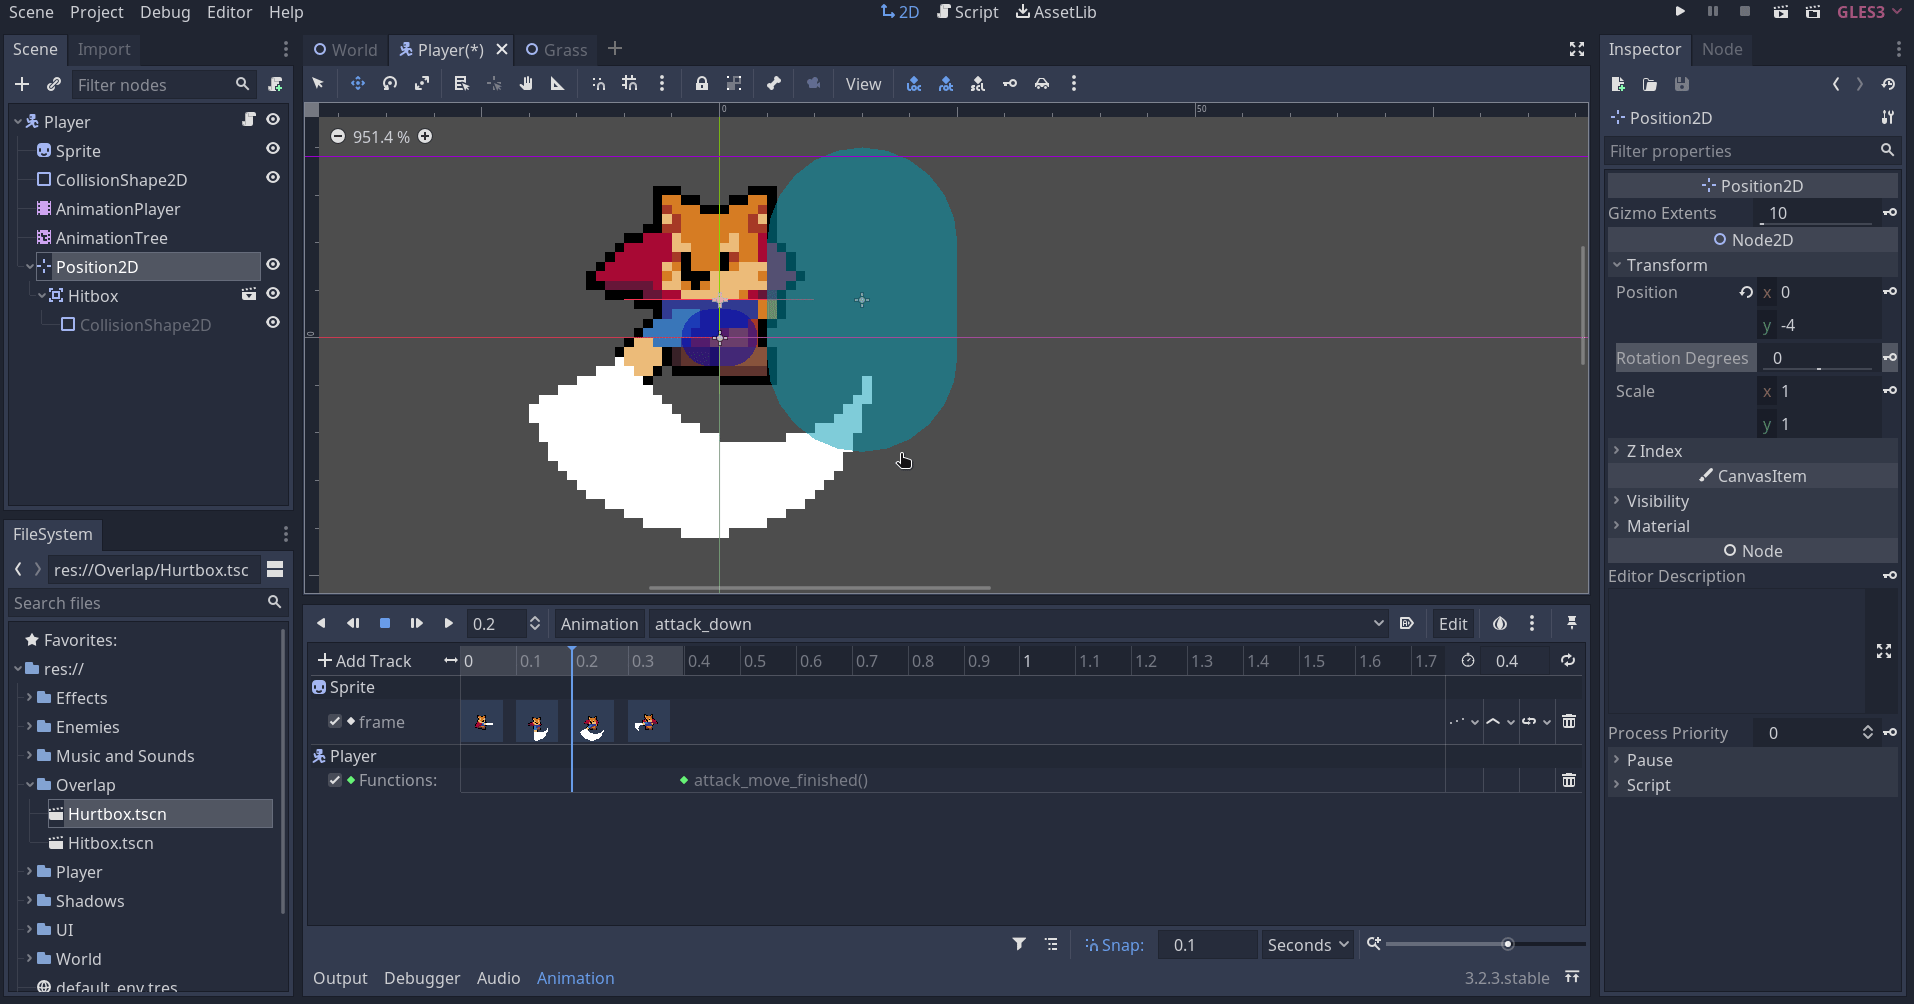 Scene Project Debug Editor Help
2D Script AssetLib
GLES3
Scene Import
Filter nodes
Player
Sprite
CollisionShape2D
AnimationPlayer
AnimationTree
Position2D
Hitbox
CollisionShape2D
FileSystem
res://Overlap/Hurtbox.tsc
Search files
Favorites:
res://
Effects
Enemies
Music and Sounds
Overlap
Hurtbox.tscn
Hitbox.tscn
Player
Shadows
UI
World
default_env.tres
World Player(*) Grass
View
0 50
951.4 %
0
0.2 Animation attack_down Edit
Add Track 0 0.1 0.2 0.3 0.4 0.5 0.6 0.7 0.8 0.9 1 1.1 1.2 1.3 1.4 1.5 1.6 1.7 0.4
Sprite
frame
Player
Functions: attack_move_finished()
Snap: 0.1 Seconds
Output Debugger Audio Animation 3.2.3.stable
Inspector Node
Position2D
Filter properties
Position2D
Gizmo Extents 10
Node2D
Transform
Position x 0
y -4
Rotation Degrees 0
Scale x 1
y 1
Z Index
CanvasItem
Visibility
Material
Node
Editor Description
Process Priority 0
Pause
Script